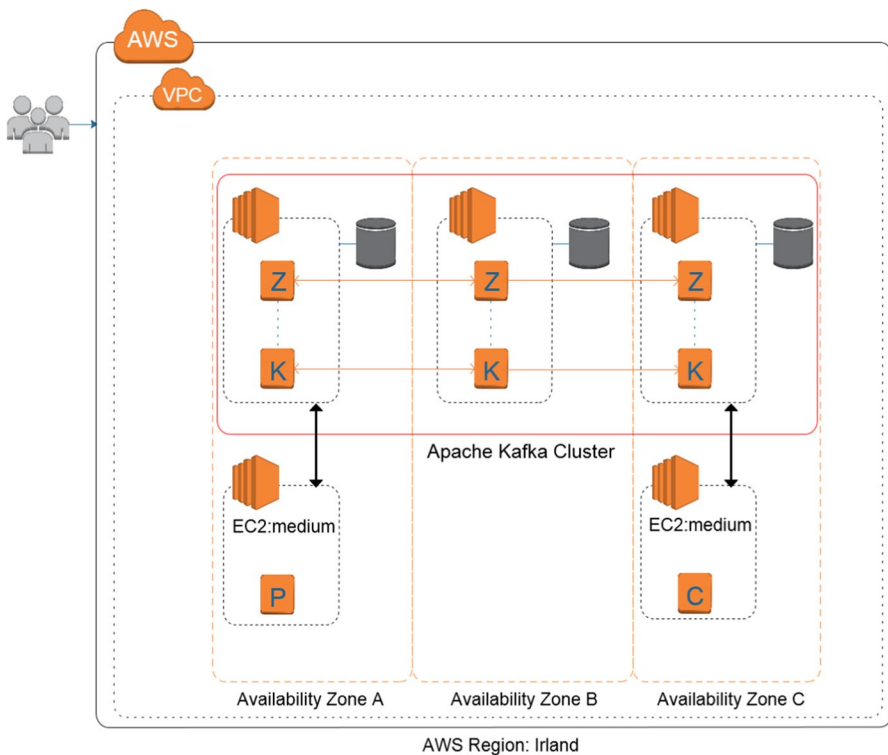 AWS
VPC
Z
Z
Z
K
K
K
Apache Kafka Cluster
EC2:medium
EC2:medium
P
C
Availability Zone A
Availability Zone B
Availability Zone C
AWS Region: Irland